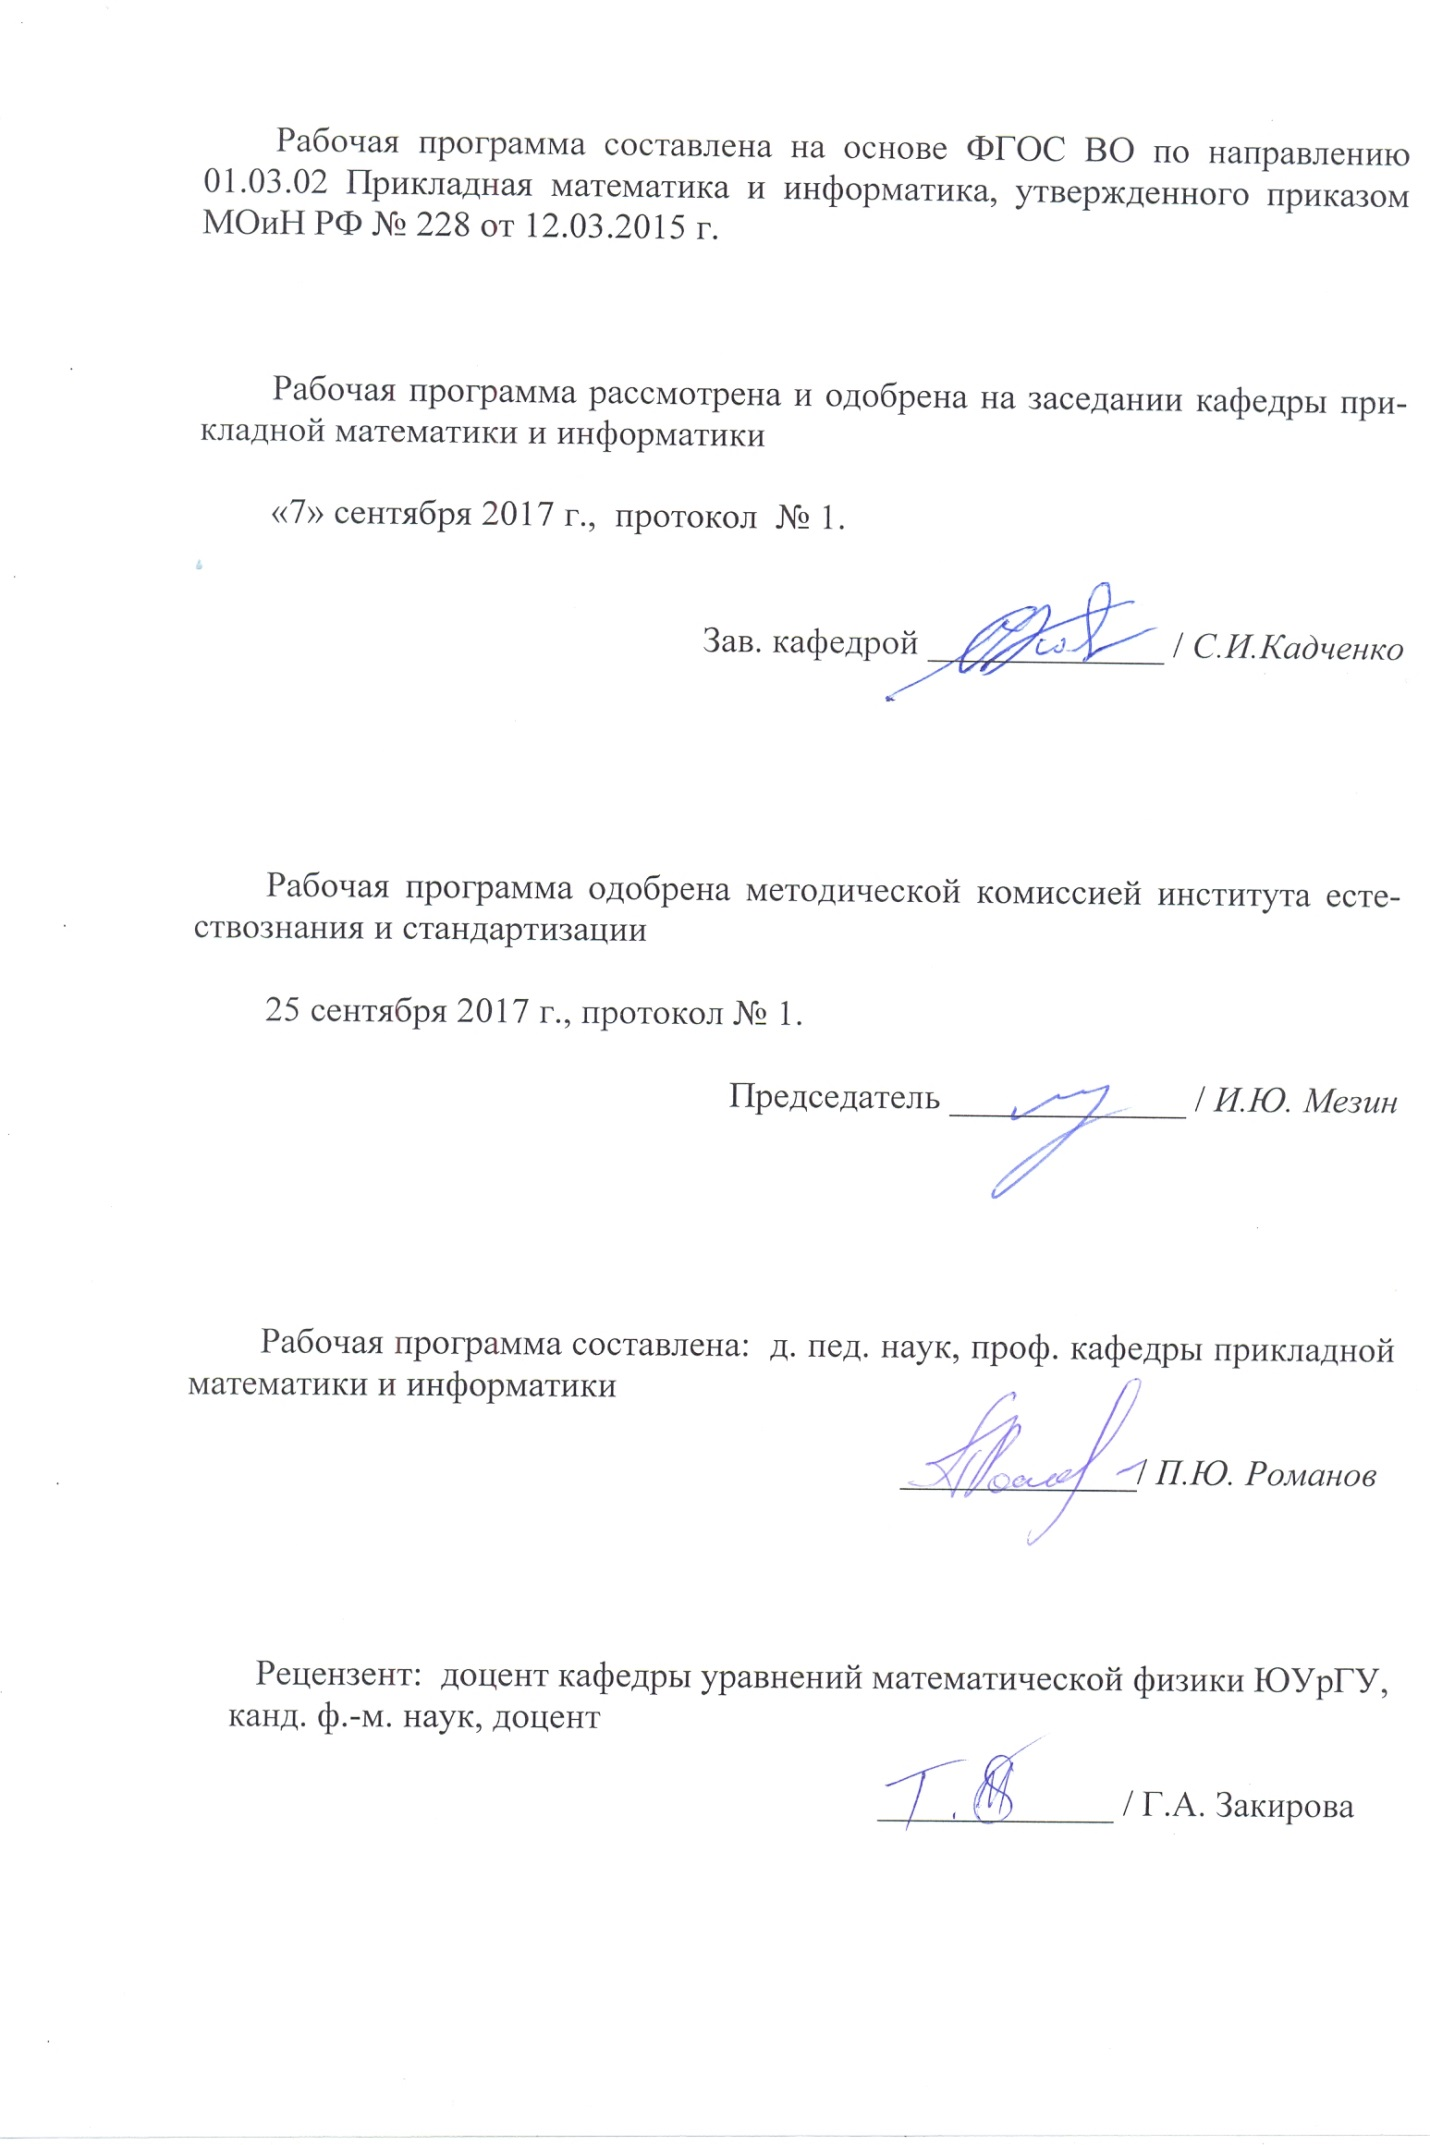 Рабочая программа составлена на основе ФГОС ВО по направлению
01.03.02 Прикладная математика и информатика, утвержденного приказом
МОиН РФ № 228 от 12.03.2015 г.
Рабочая программа рассмотрена и одобрена на заседании кафедры при-
кладной математики и информатики
«7» сентября 2017 г., протокол № 1.
Зав. кафедрой ____________ / С.И.Кадченко
Рабочая программа одобрена методической комиссией института есте-
ствознания и стандартизации
25 сентября 2017 г., протокол № 1.
Председатель ____________ / И.Ю. Мезин
Рабочая программа составлена: д. пед. наук, проф. кафедры прикладной
математики и информатики
____________/ П.Ю. Романов
Рецензент: доцент кафедры уравнений математической физики ЮУрГУ,
канд. ф.-м. наук, доцент
____________ / Г.А. Закирова